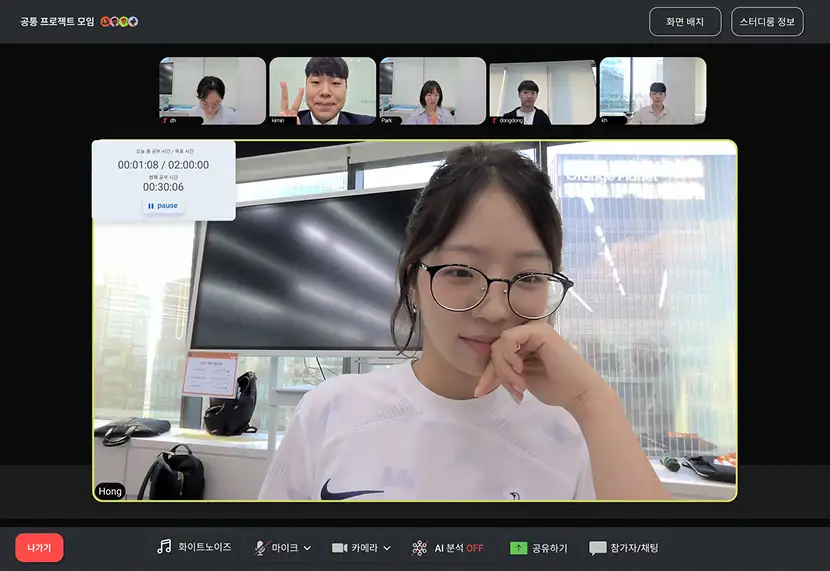 공통 프로젝트 모임
화면 배치
스터디룸 정보
dh
kimin
Park
dongdong
kh
오늘 총 공부 시간 / 목표 시간
00:01:08 / 02:00:00
현재 공부 시간
00:30:06
pause
Orange Planet
Hong
나가기
화이트노이즈
마이크
카메라
AI 분석 OFF
공유하기
참가자/채팅